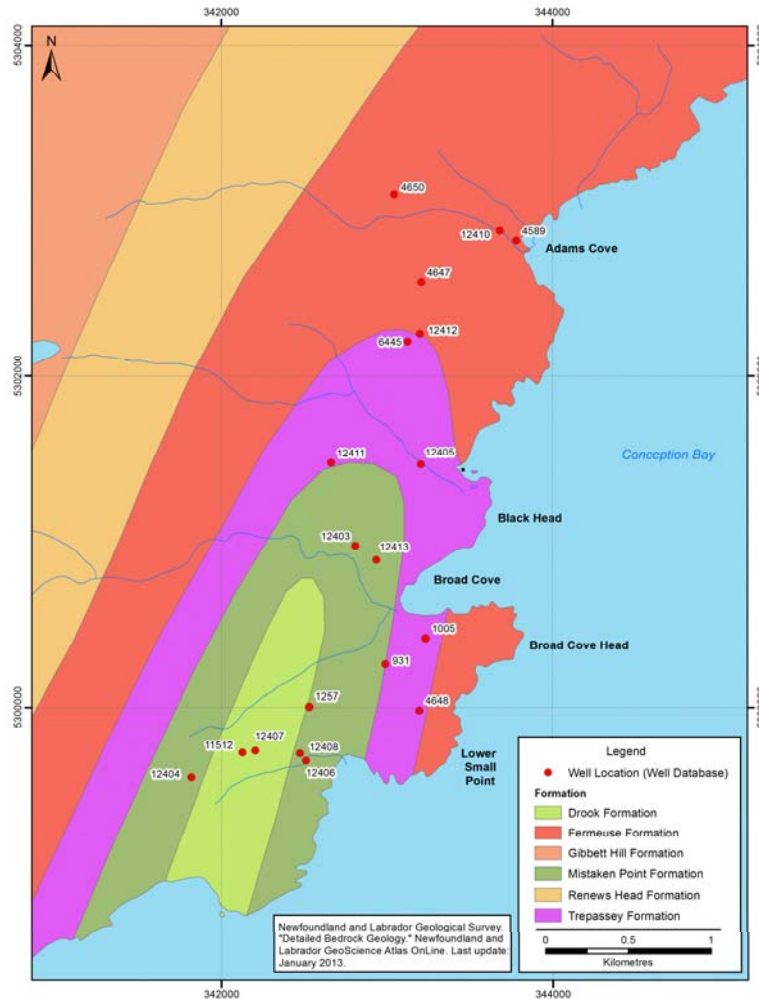 342000
344000
5304000
5304000
N
4650
12410
4589
Adams Cove
4647
12412
6445
5302000
5302000
12411
12405
Conception Bay
Black Head
12403
12413
Broad Cove
1005
Broad Cove Head
931
1257
4648
5300000
5300000
12407
11512
12408
12404
12406
Lower
Small
Point
Legend
Well Location (Well Database)
Formation
Drook Formation
Fermeuse Formation
Gibbett Hill Formation
Mistaken Point Formation
Renews Head Formation
Trepassey Formation
0 0.5 1
Kilometres
Newfoundland and Labrador Geological Survey.
"Detailed Bedrock Geology." Newfoundland and
Labrador GeoScience Atlas OnLine. Last update:
January 2013.
342000
344000